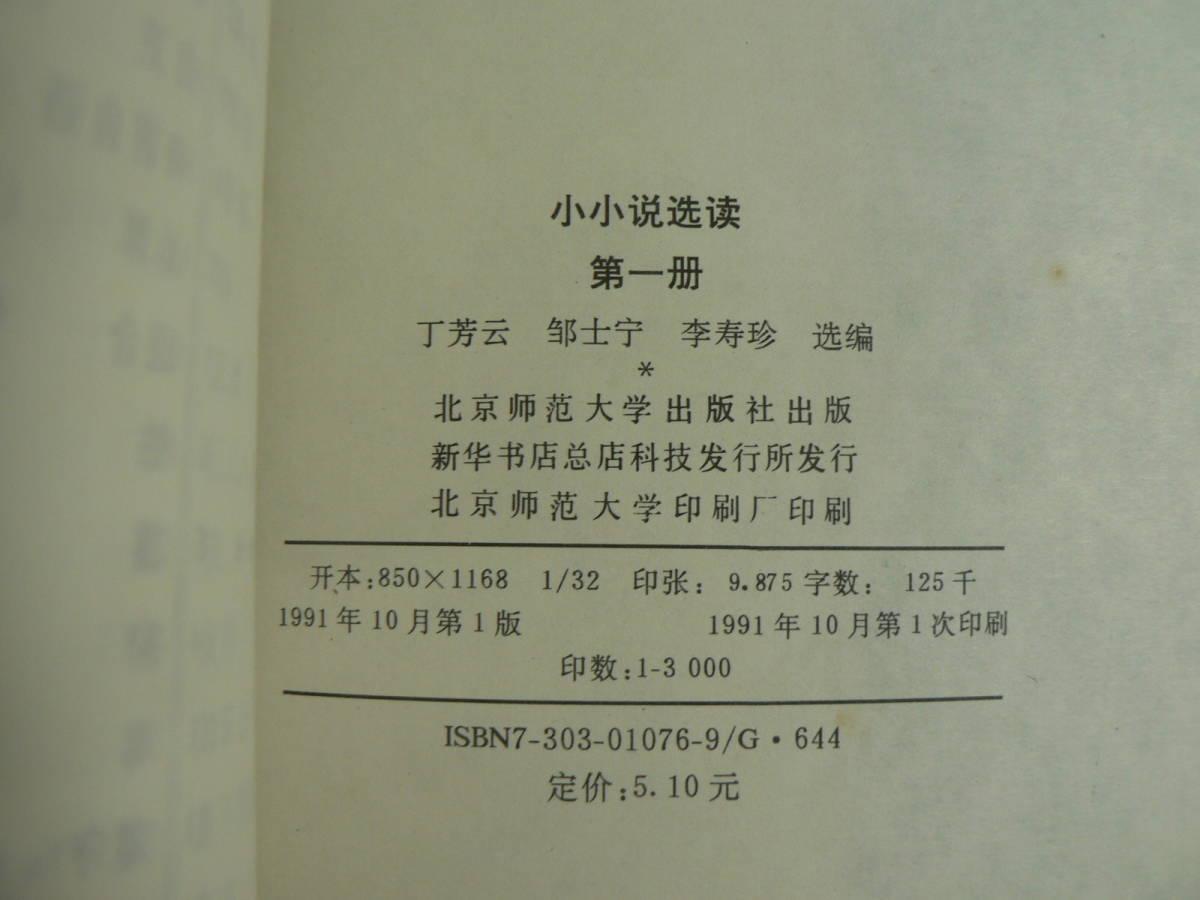 小小说选读
第一册
丁芳云 邹士宁 李寿珍 选编
*
北京师范大学出版社出版
新华书店总店科技发行所发行
北京师范大学印刷厂印刷
开本:850×1168 1/32 印张: 9.875 字数: 125千
1991年10月第1版 1991年10月第1次印刷
印数:1-3 000
ISBN7-303-01076-9/G·644
定价:5.10元